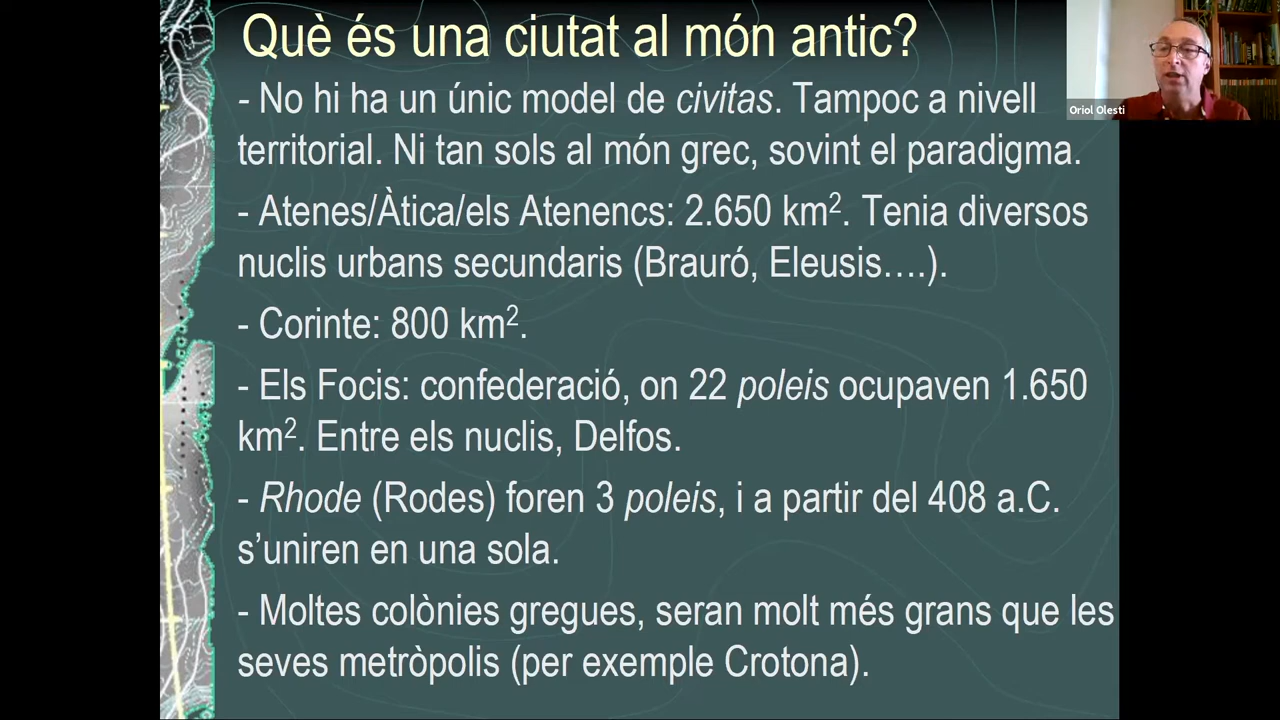 Què és una ciutat al món antic?
- No hi ha un únic model de civitas. Tampoc a nivell
territorial. Ni tan sols al món grec, sovint el paradigma.
- Atenes/Àtica/els Atenencs: 2.650 km². Tenia diversos
nuclis urbans secundaris (Brauró, Eleusis….).
- Corinte: 800 km².
- Els Focis: confederació, on 22 poleis ocupaven 1.650
km². Entre els nuclis, Delfos.
- Rhode (Rodes) foren 3 poleis, i a partir del 408 a.C.
s’uniren en una sola.
- Moltes colònies gregues, seran molt més grans que les
seves metròpolis (per exemple Crotona).
Oriol Olesti